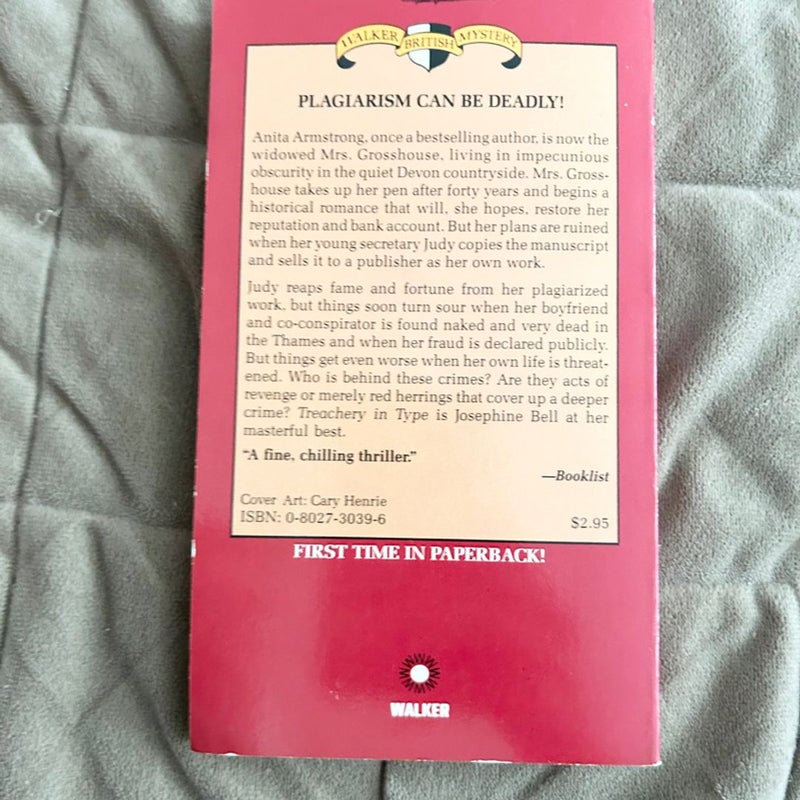 WALKER BRITISH MYSTERY
PLAGIARISM CAN BE DEADLY!
Anita Armstrong, once a bestselling author, is now the
widowed Mrs. Grosshouse, living in impecunious
obscurity in the quiet Devon countryside. Mrs. Gross-
house takes up her pen after forty years and begins a
historical romance that will, she hopes, restore her
reputation and bank account. But her plans are ruined
when her young secretary Judy copies the manuscript
and sells it to a publisher as her own work.
Judy reaps fame and fortune from her plagiarized
work, but things soon turn sour when her boyfriend
and co-conspirator is found naked and very dead in
the Thames and when her fraud is declared publicly.
But things get even worse when her own life is threat-
ened. Who is behind these crimes? Are they acts of
revenge or merely red herrings that cover up a deeper
crime? Treachery in Type is Josephine Bell at her
masterful best.
"A fine, chilling thriller."
—Booklist
Cover Art: Cary Henrie
ISBN: 0-8027-3039-6
$2.95
FIRST TIME IN PAPERBACK!
WALKER